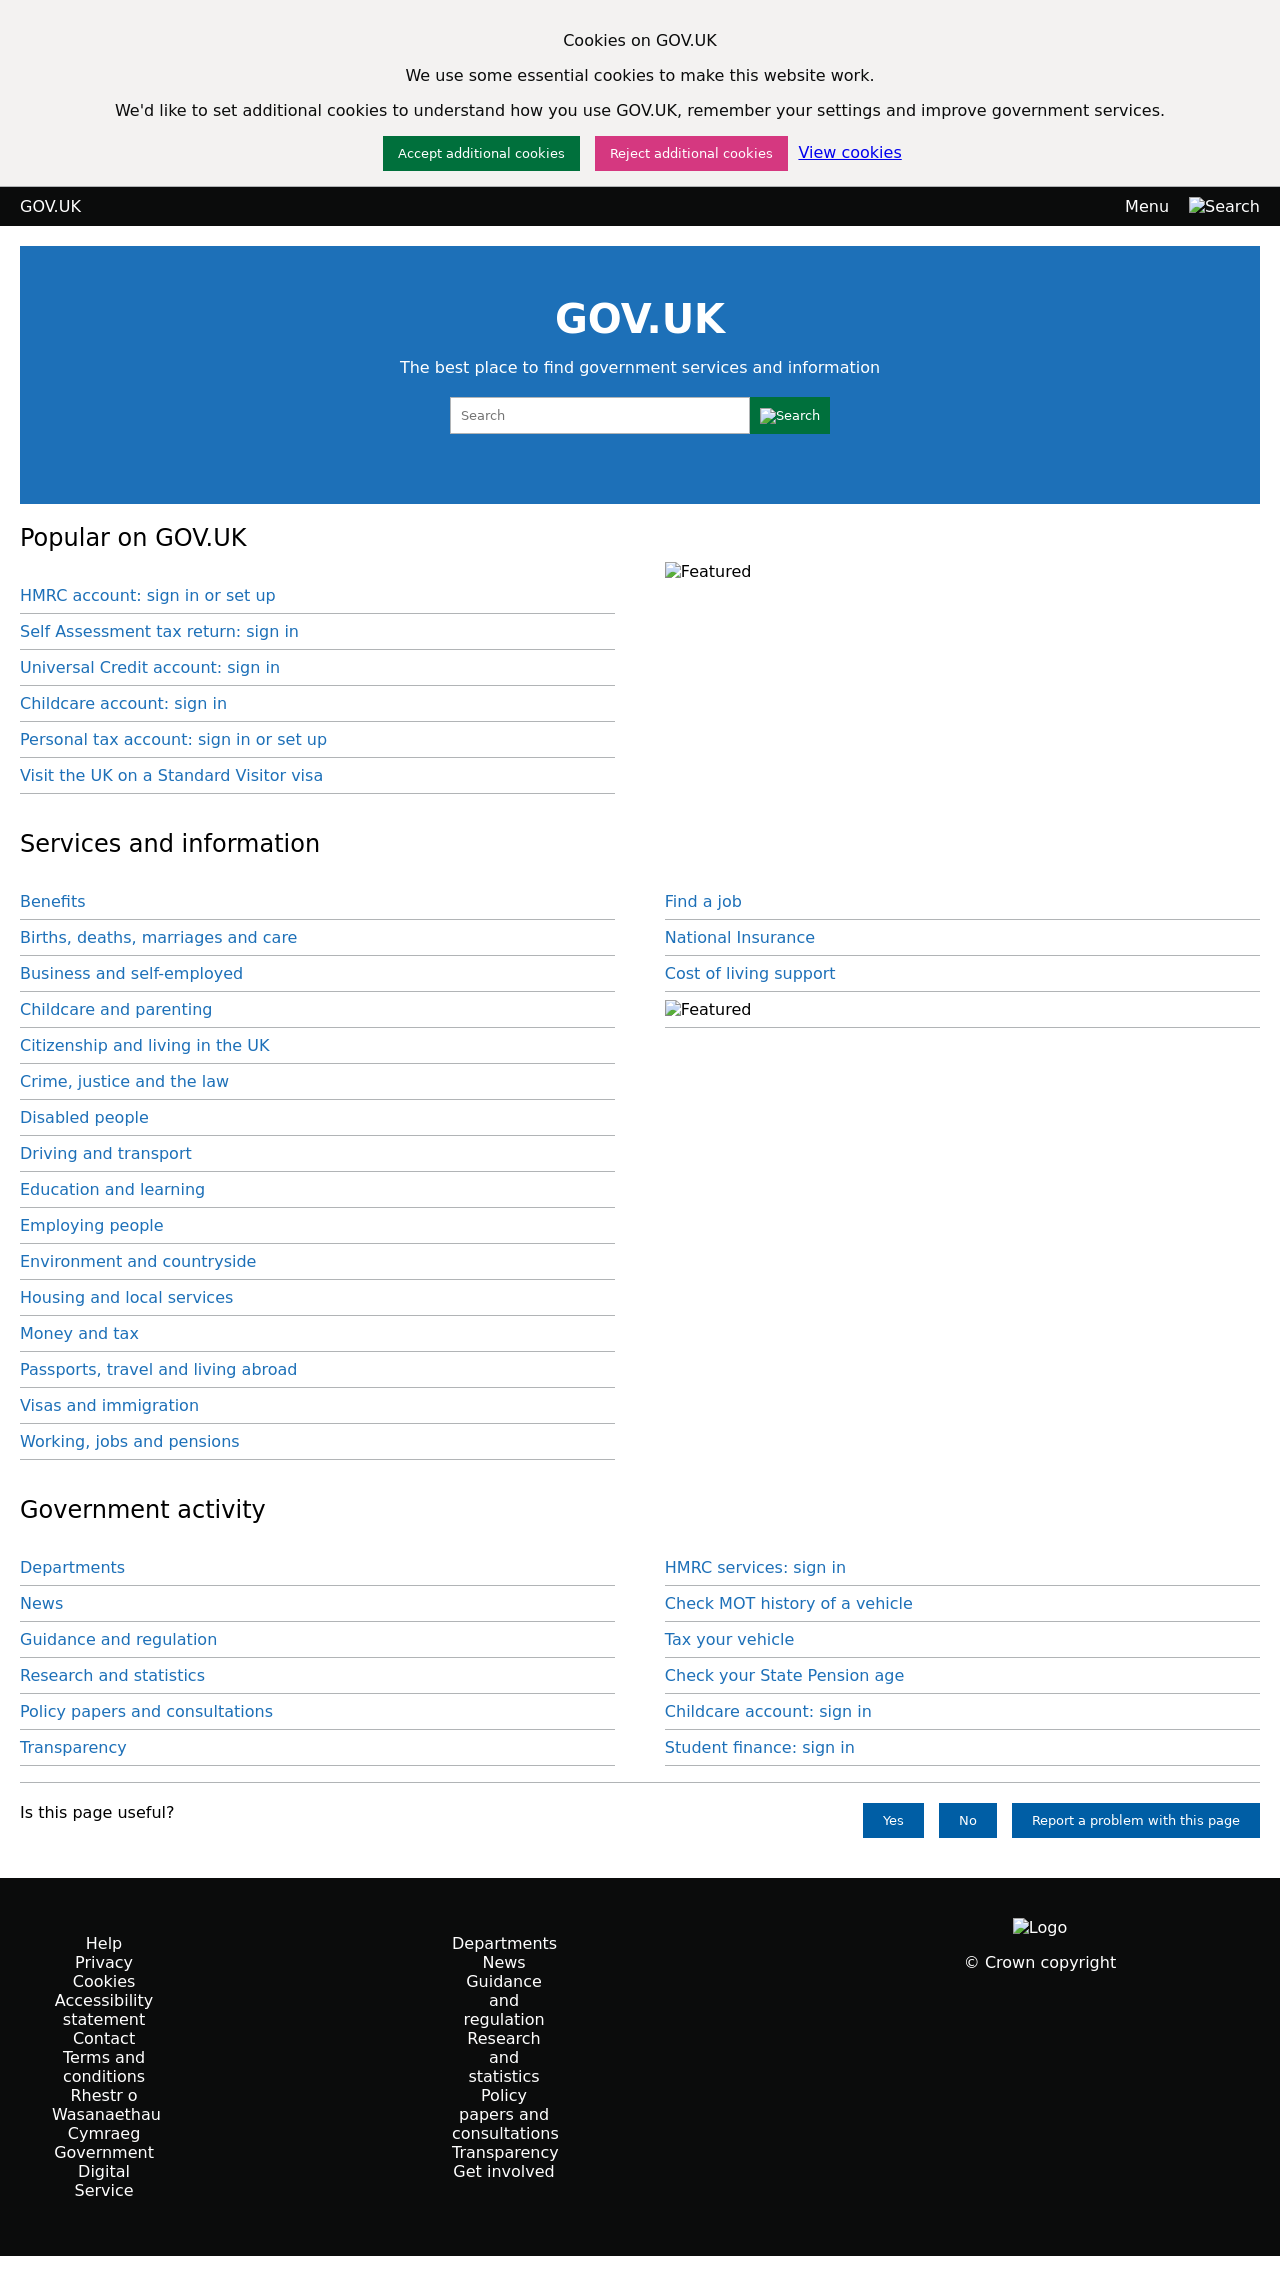 Cookies on GOV.UK
We use some essential cookies to make this website work.
We'd like to set additional cookies to understand how you use GOV.UK, remember your settings and improve government services.
Accept additional cookies Reject additional cookies View cookies
GOV.UK Menu Search
GOV.UK
The best place to find government services and information
Search Search
Popular on GOV.UK
Featured
HMRC account: sign in or set up
Self Assessment tax return: sign in
Universal Credit account: sign in
Childcare account: sign in
Personal tax account: sign in or set up
Visit the UK on a Standard Visitor visa
Services and information
Benefits
Births, deaths, marriages and care
Business and self-employed
Childcare and parenting
Citizenship and living in the UK
Crime, justice and the law
Disabled people
Driving and transport
Education and learning
Employing people
Environment and countryside
Housing and local services
Money and tax
Passports, travel and living abroad
Visas and immigration
Working, jobs and pensions
Find a job
National Insurance
Cost of living support
Featured
Government activity
Departments
News
Guidance and regulation
Research and statistics
Policy papers and consultations
Transparency
HMRC services: sign in
Check MOT history of a vehicle
Tax your vehicle
Check your State Pension age
Childcare account: sign in
Student finance: sign in
Is this page useful? Yes No Report a problem with this page
Help
Privacy
Cookies
Accessibility
statement
Contact
Terms and
conditions
Rhestr o
Wasanaethau
Cymraeg
Government
Digital
Service
Departments
News
Guidance
and
regulation
Research
and
statistics
Policy
papers and
consultations
Transparency
Get involved
Logo
© Crown copyright